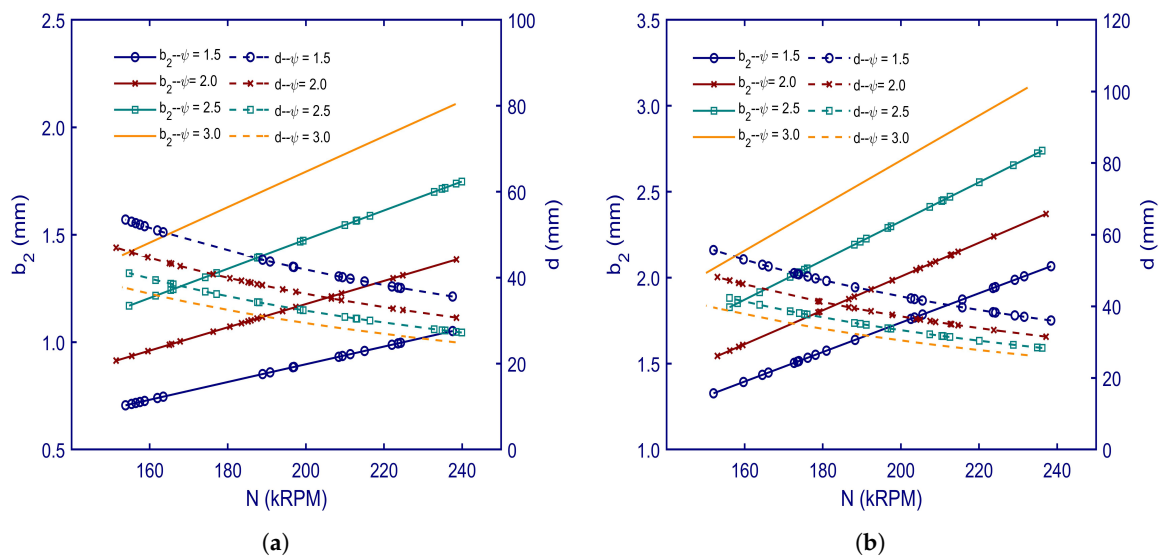 2.5
2.0
1.5
1.0
0.5
b2 (mm)
100
80
60
40
20
0
d (mm)
160
180
200
220
240
N (kRPM)
b2--ψ = 1.5
b2--ψ= 2.0
b2--ψ = 2.5
b2--ψ = 3.0
d--ψ = 1.5
d--ψ= 2.0
d--ψ = 2.5
d--ψ = 3.0
(a)
3.5
3.0
2.5
2.0
1.5
1.0
b2 (mm)
120
100
80
60
40
20
0
d (mm)
160
180
200
220
240
N (kRPM)
b2--ψ = 1.5
b2--ψ= 2.0
b2--ψ = 2.5
b2--ψ = 3.0
d--ψ = 1.5
d--ψ= 2.0
d--ψ = 2.5
d--ψ = 3.0
(b)